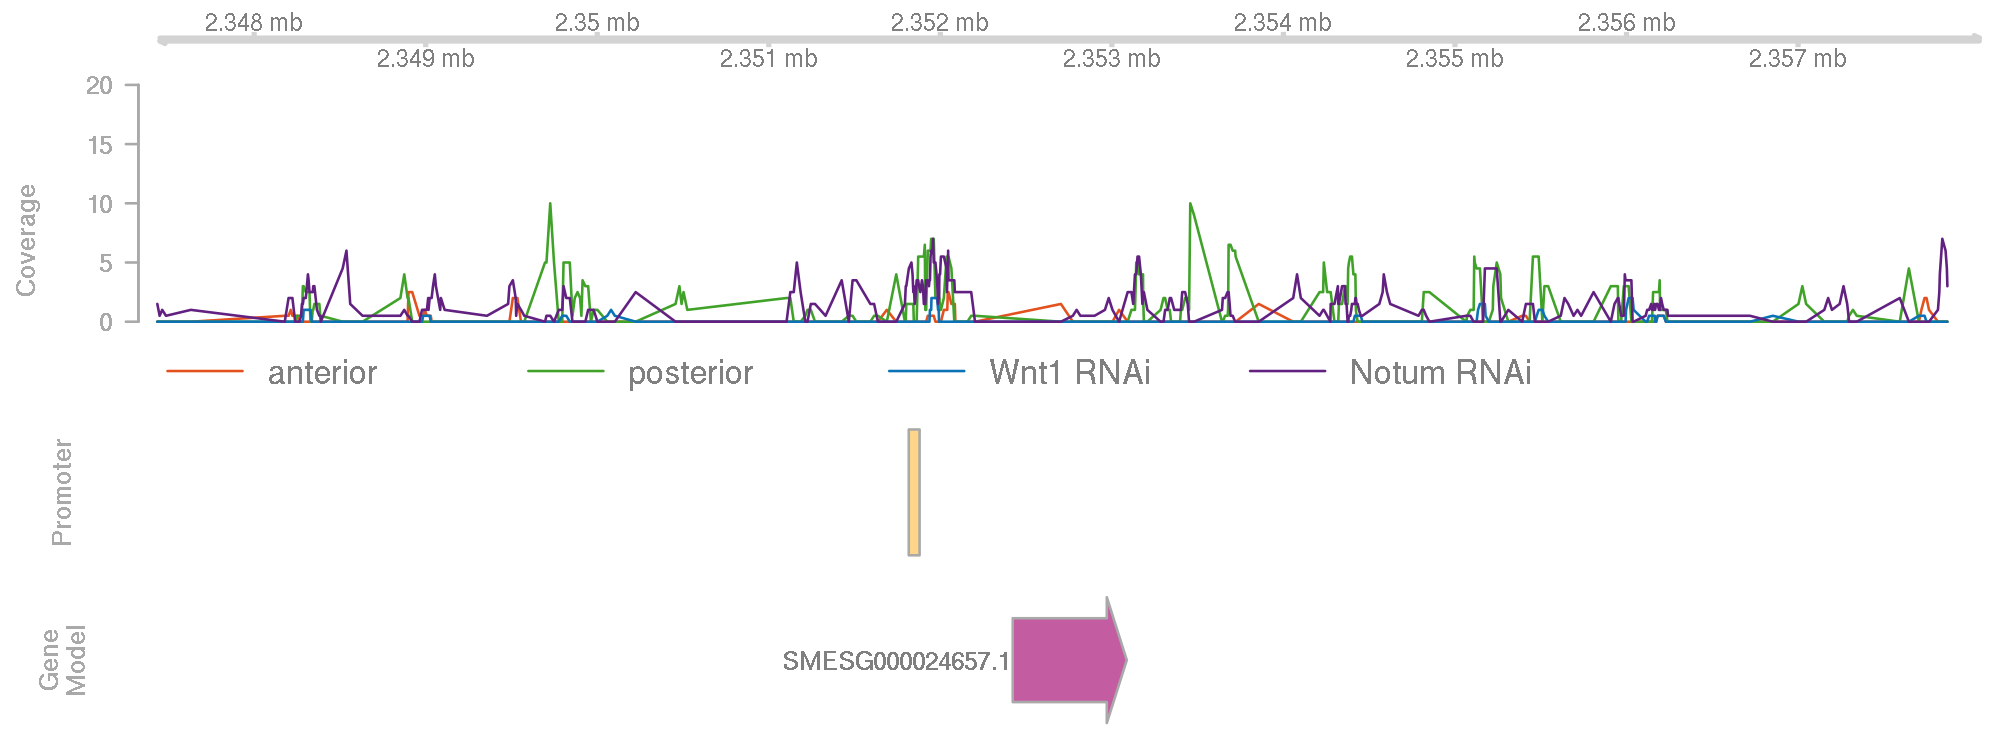 2.348 mb 2.35 mb 2.352 mb 2.354 mb 2.356 mb
2.349 mb 2.351 mb 2.353 mb 2.355 mb 2.357 mb
20
15
10
5
0
Coverage
anterior posterior Wnt1 RNAi Notum RNAi
Promoter
Gene
Model
SMESG000024657.1